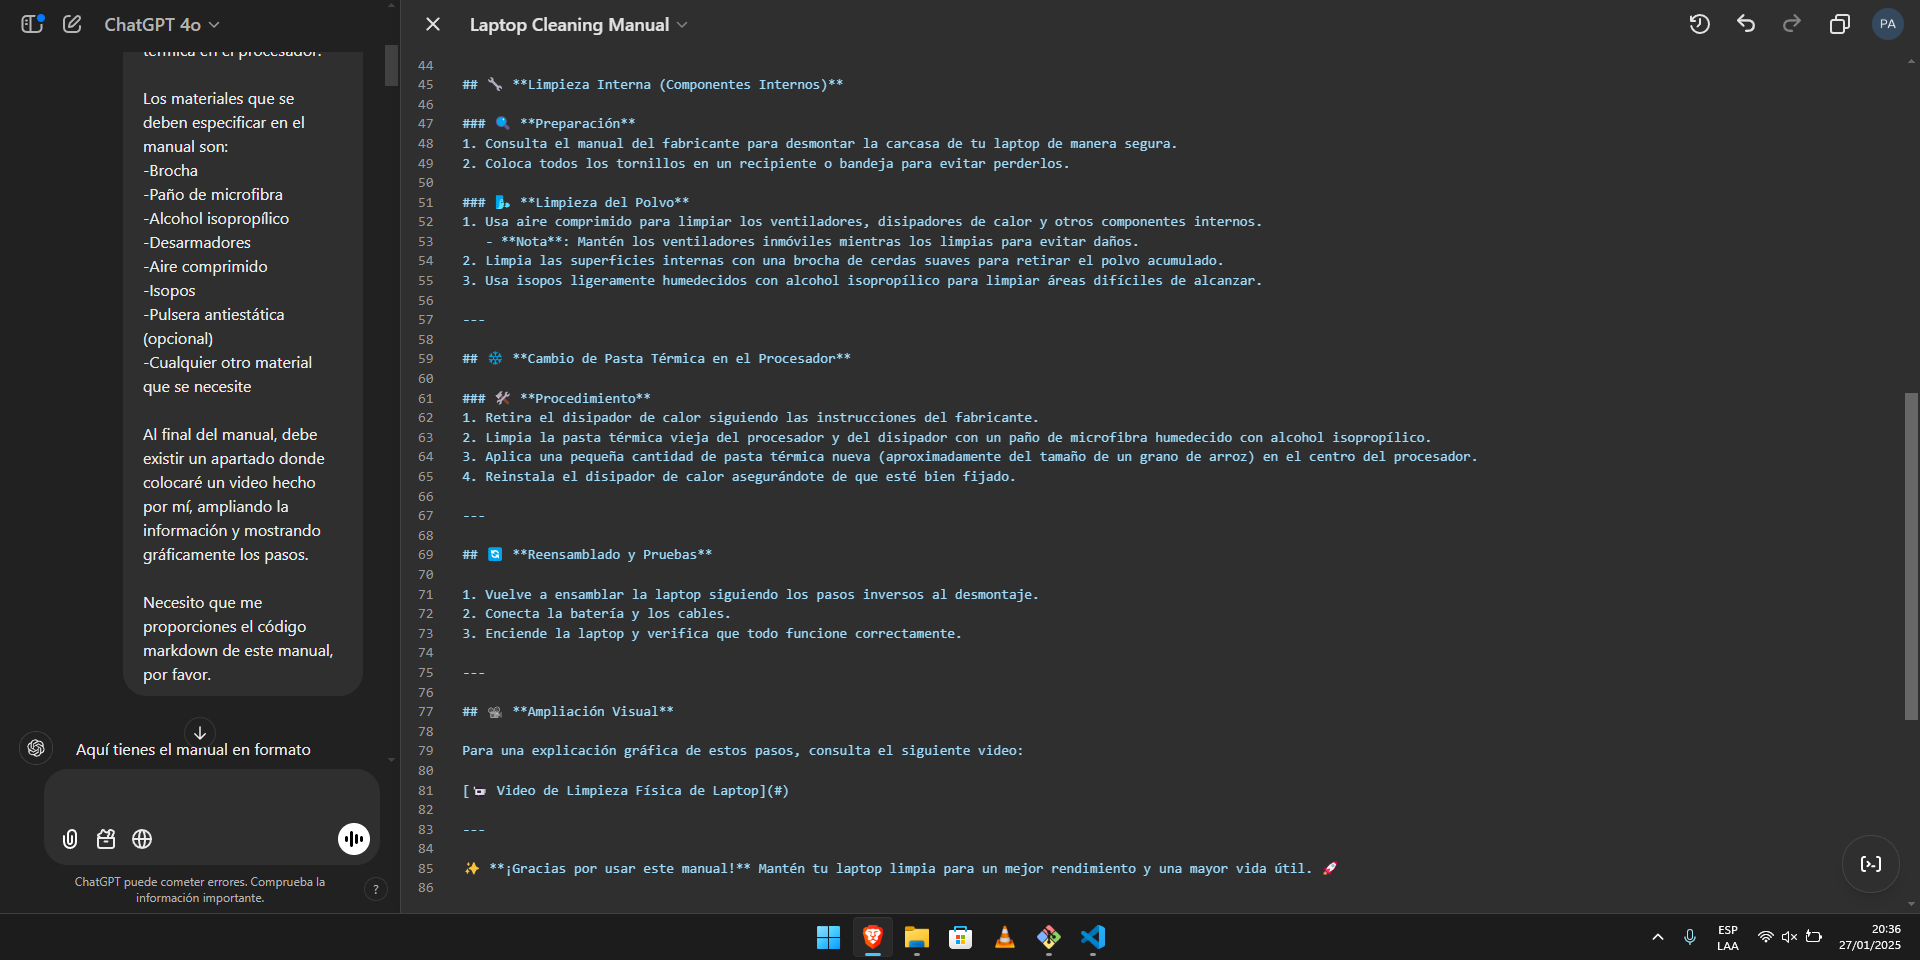 ChatGPT 4o
térmica en el procesador.
Los materiales que se
deben especificar en el
manual son:
-Brocha
-Paño de microfibra
-Alcohol isopropílico
-Desarmadores
-Aire comprimido
-Isopos
-Pulsera antiestática
(opcional)
-Cualquier otro material
que se necesite
Al final del manual, debe
existir un apartado donde
colocaré un video hecho
por mí, ampliando la
información y mostrando
gráficamente los pasos.
Necesito que me
proporciones el código
markdown de este manual,
por favor.
Aquí tienes el manual en formato
ChatGPT puede cometer errores. Comprueba la
información importante.
?
Laptop Cleaning Manual
PA
44
45 ## 🔧 **Limpieza Interna (Componentes Internos)**
46
47 ### 🔍 **Preparación**
48 1. Consulta el manual del fabricante para desmontar la carcasa de tu laptop de manera segura.
49 2. Coloca todos los tornillos en un recipiente o bandeja para evitar perderlos.
50
51 ### 🌬️ **Limpieza del Polvo**
52 1. Usa aire comprimido para limpiar los ventiladores, disipadores de calor y otros componentes internos.
53 - **Nota**: Mantén los ventiladores inmóviles mientras los limpias para evitar daños.
54 2. Limpia las superficies internas con una brocha de cerdas suaves para retirar el polvo acumulado.
55 3. Usa isopos ligeramente humedecidos con alcohol isopropílico para limpiar áreas difíciles de alcanzar.
56
57 ---
58
59 ## ❄️ **Cambio de Pasta Térmica en el Procesador**
60
61 ### 🛠️ **Procedimiento**
62 1. Retira el disipador de calor siguiendo las instrucciones del fabricante.
63 2. Limpia la pasta térmica vieja del procesador y del disipador con un paño de microfibra humedecido con alcohol isopropílico.
64 3. Aplica una pequeña cantidad de pasta térmica nueva (aproximadamente del tamaño de un grano de arroz) en el centro del procesador.
65 4. Reinstala el disipador de calor asegurándote de que esté bien fijado.
66
67 ---
68
69 ## 🔄 **Reensamblado y Pruebas**
70
71 1. Vuelve a ensamblar la laptop siguiendo los pasos inversos al desmontaje.
72 2. Conecta la batería y los cables.
73 3. Enciende la laptop y verifica que todo funcione correctamente.
74
75 ---
76
77 ## 📽️ **Ampliación Visual**
78
79 Para una explicación gráfica de estos pasos, consulta el siguiente video:
80
81 [📹 Video de Limpieza Física de Laptop](#)
82
83 ---
84
85 ✨ **¡Gracias por usar este manual!** Mantén tu laptop limpia para un mejor rendimiento y una mayor vida útil. 🚀
86
ESP
LAA
20:36
27/01/2025